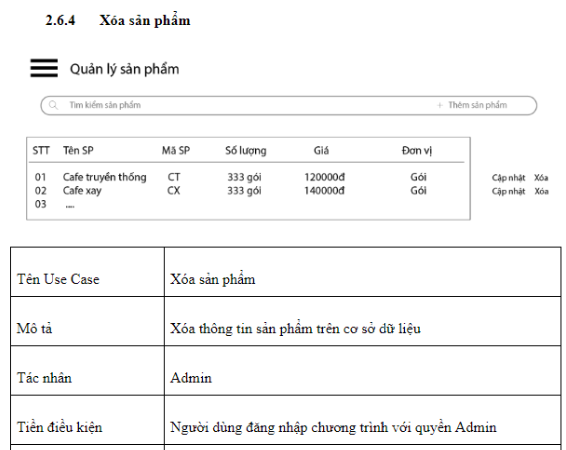 2.6.4 Xóa sản phẩm
Quản lý sản phẩm
Tìm kiếm sản phẩm + Thêm sản phẩm
STT Tên SP Mã SP Số lượng Giá Đơn vị
01 Cafe truyền thống CT 333 gói 120000đ Gói Cập nhật Xóa
02 Cafe xay CX 333 gói 140000đ Gói Cập nhật Xóa
03 ....
Tên Use Case Xóa sản phẩm
Mô tả Xóa thông tin sản phẩm trên cơ sở dữ liệu
Tác nhân Admin
Tiền điều kiện Người dùng đăng nhập chương trình với quyền Admin